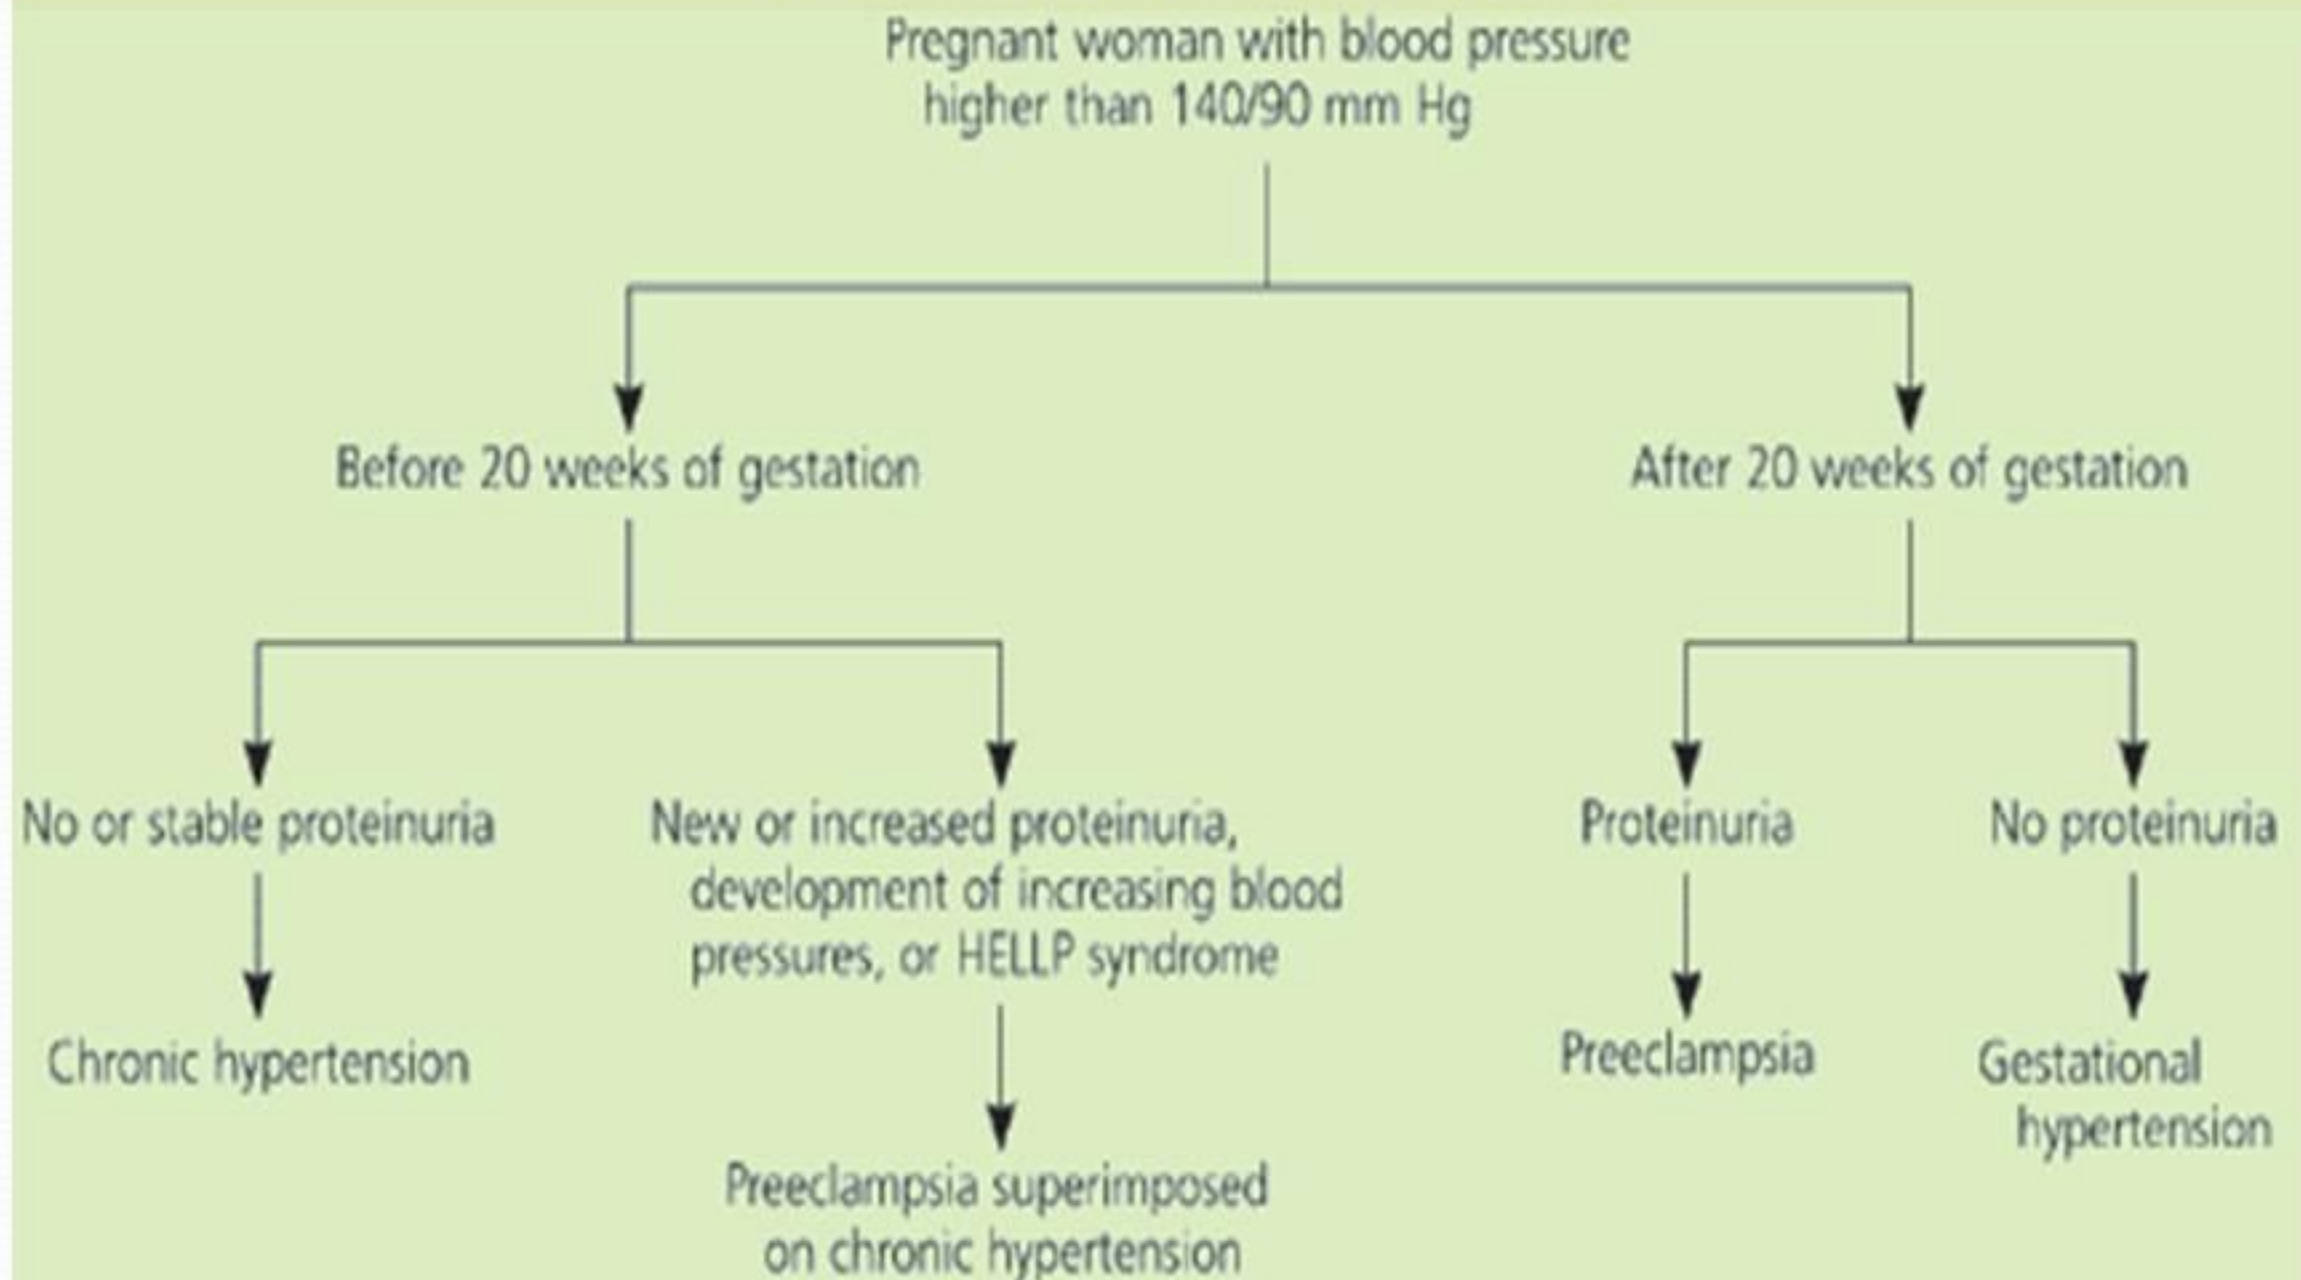 Pregnant woman with blood pressure
higher than 140/90 mm Hg
Before 20 weeks of gestation
After 20 weeks of gestation
No or stable proteinuria
New or increased proteinuria,
development of increasing blood
pressures, or HELLP syndrome
Proteinuria
No proteinuria
Chronic hypertension
Preeclampsia superimposed
on chronic hypertension
Preeclampsia
Gestational
hypertension